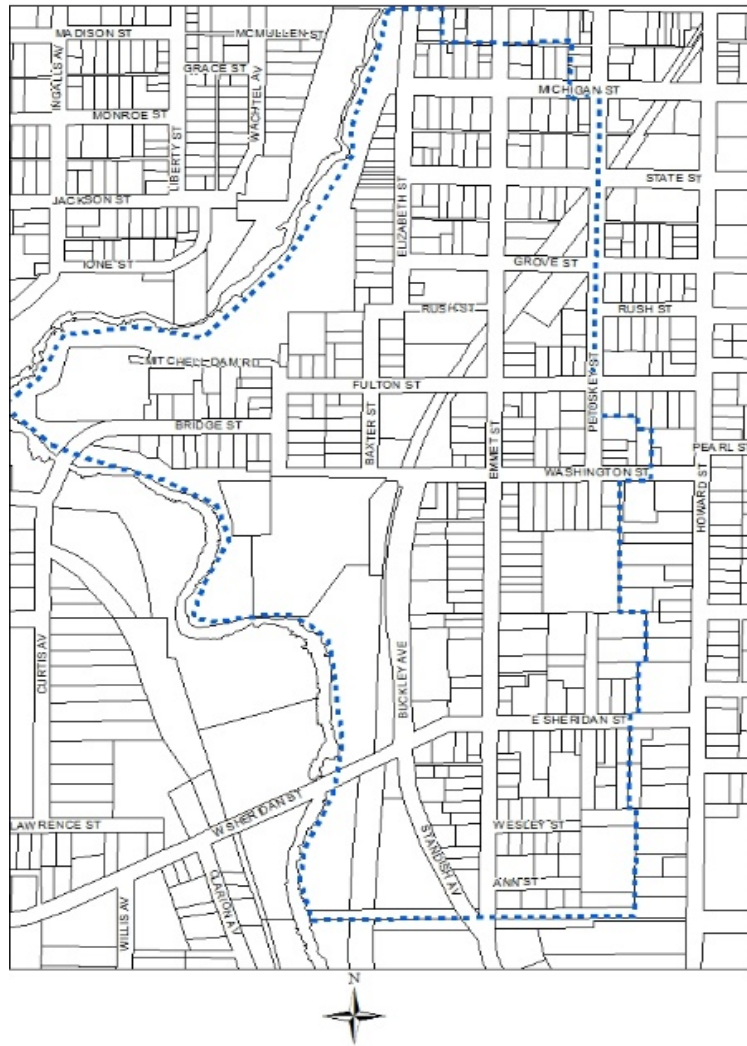 MADISON ST
MCMULLEN ST
INGALLS AV
GRACE ST
WACHTEL AV
MICHIGAN ST
MONROE ST
LIBERTY ST
STATE ST
JACKSON ST
ELIZABETH ST
IONE ST
GROVE ST
RUSH ST
RUSH ST
MITCHELL DAM RD
FULTON ST
PETOSKEY ST
BRIDGE ST
BAXTER ST
EMMET ST
PEARL ST
WASHINGTON ST
HOWARD ST
CURTIS AV
BUCKLEY AVE
E SHERIDAN ST
W SHERIDAN ST
LAWRENCE ST
WESLEY ST
STANDISH AV
ANN ST
CLARION AV
WILLIS AV
N